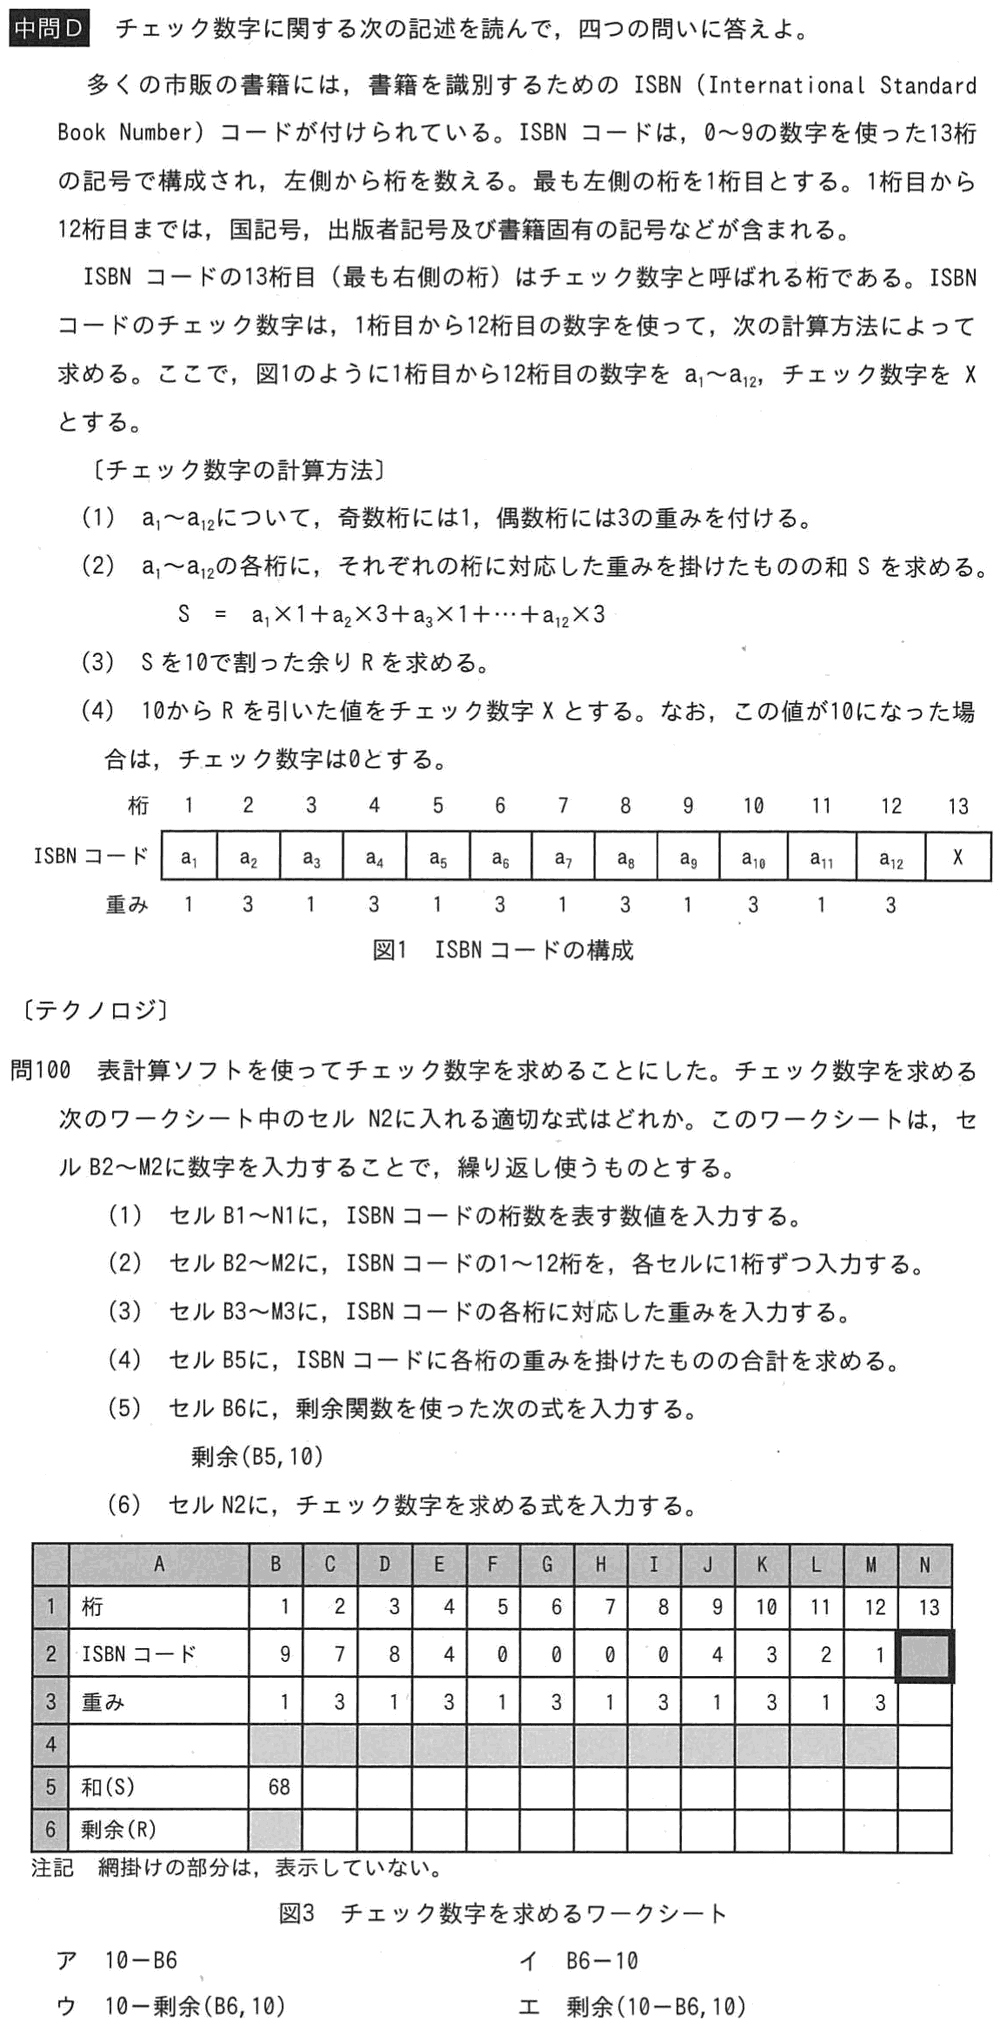 中問D　チェック数字に関する次の記述を読んで，四つの問いに答えよ。
多くの市販の書籍には，書籍を識別するための ISBN（International Standard
Book Number）コードが付けられている。ISBN コードは，0～9の数字を使った13桁
の記号で構成され，左側から桁を数える。最も左側の桁を1桁目とする。1桁目から
12桁目までは，国記号，出版者記号及び書籍固有の記号などが含まれる。
ISBN コードの13桁目（最も右側の桁）はチェック数字と呼ばれる桁である。ISBN
コードのチェック数字は，1桁目から12桁目の数字を使って，次の計算方法によって
求める。ここで，図1のように1桁目から12桁目の数字を a₁～a₁₂，チェック数字を X
とする。
〔チェック数字の計算方法〕
(1)　a₁～a₁₂について，奇数桁には1，偶数桁には3の重みを付ける。
(2)　a₁～a₁₂の各桁に，それぞれの桁に対応した重みを掛けたものの和 S を求める。
S　=　a₁×1＋a₂×3＋a₃×1＋…＋a₁₂×3
(3)　S を10で割った余り R を求める。
(4)　10から R を引いた値をチェック数字 X とする。なお，この値が10になった場
合は，チェック数字は0とする。
桁 1 2 3 4 5 6 7 8 9 10 11 12 13
ISBN コード a₁ a₂ a₃ a₄ a₅ a₆ a₇ a₈ a₉ a₁₀ a₁₁ a₁₂ X
重み 1 3 1 3 1 3 1 3 1 3 1 3
図1　ISBN コードの構成
〔テクノロジ〕
問100　表計算ソフトを使ってチェック数字を求めることにした。チェック数字を求める
次のワークシート中のセル N2に入れる適切な式はどれか。このワークシートは，セ
ル B2～M2に数字を入力することで，繰り返し使うものとする。
(1)　セル B1～N1に，ISBN コードの桁数を表す数値を入力する。
(2)　セル B2～M2に，ISBN コードの1～12桁を，各セルに1桁ずつ入力する。
(3)　セル B3～M3に，ISBN コードの各桁に対応した重みを入力する。
(4)　セル B5に，ISBN コードに各桁の重みを掛けたものの合計を求める。
(5)　セル B6に，剰余関数を使った次の式を入力する。
剰余(B5,10)
(6)　セル N2に，チェック数字を求める式を入力する。
A B C D E F G H I J K L M N
1 桁 1 2 3 4 5 6 7 8 9 10 11 12 13
2 ISBN コード 9 7 8 4 0 0 0 0 4 3 2 1
3 重み 1 3 1 3 1 3 1 3 1 3 1 3
4
5 和(S) 68
6 剰余(R)
注記　網掛けの部分は，表示していない。
図3　チェック数字を求めるワークシート
ア　10－B6　イ　B6－10
ウ　10－剰余(B6,10)　エ　剰余(10－B6,10)